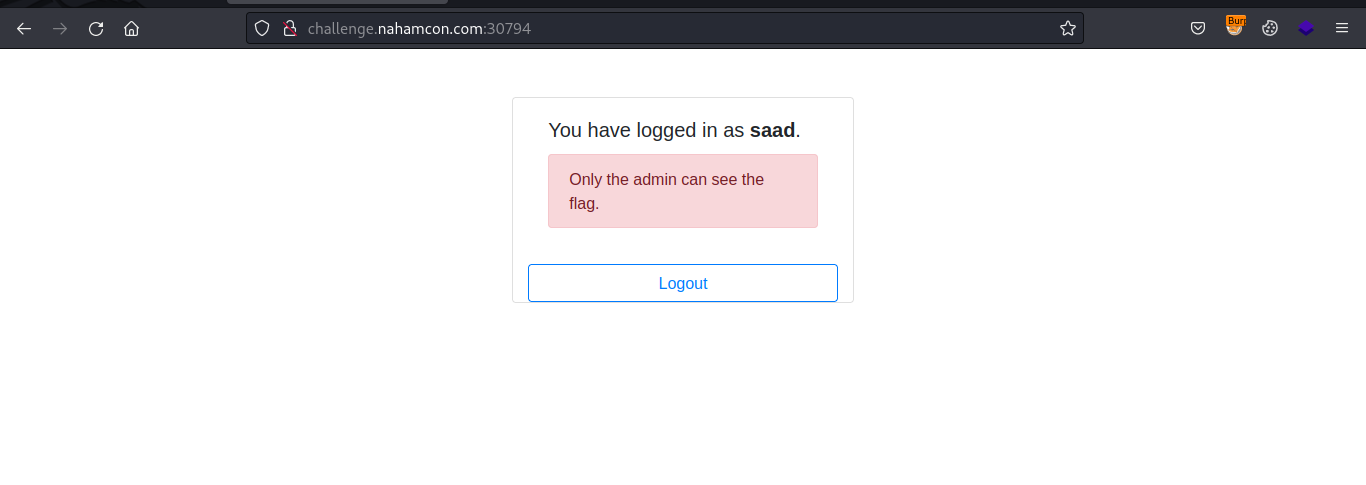 challenge.nahamcon.com:30794
Burp
You have logged in as saad.
Only the admin can see the
flag.
Logout